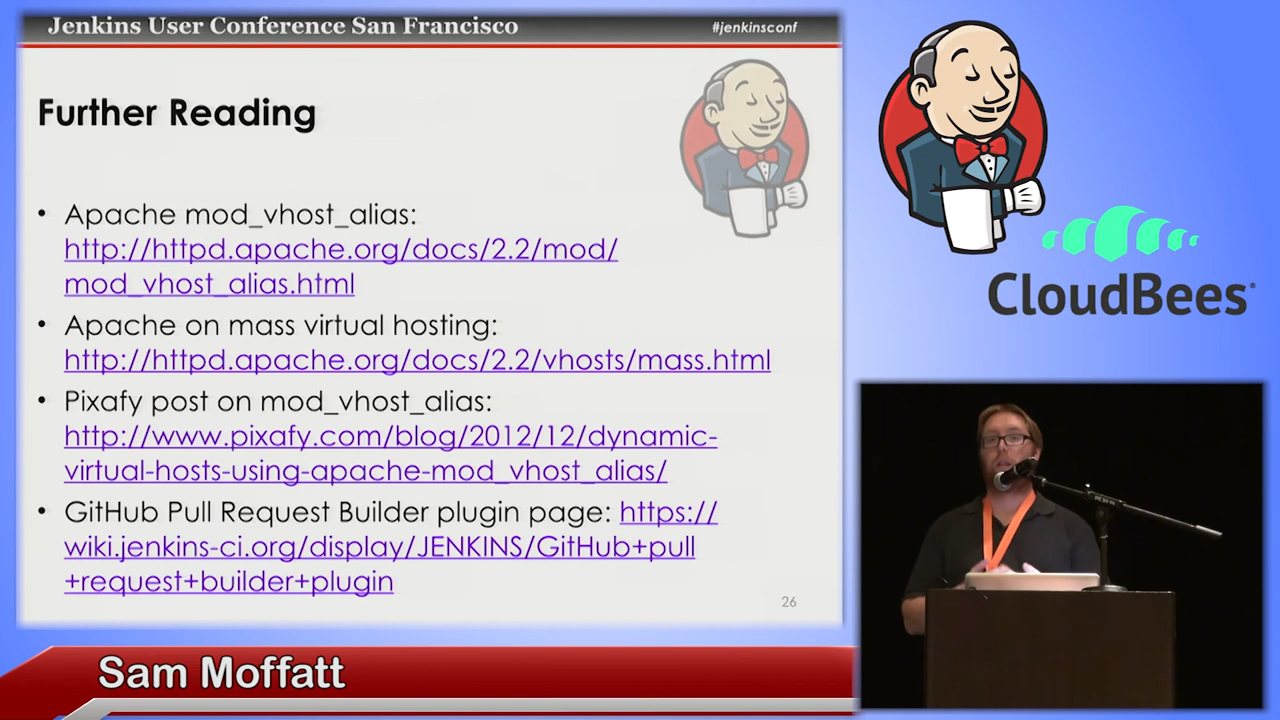 Jenkins User Conference San Francisco
#jenkinsconf
Further Reading
• Apache mod_vhost_alias:
http://httpd.apache.org/docs/2.2/mod/
mod_vhost_alias.html
• Apache on mass virtual hosting:
http://httpd.apache.org/docs/2.2/vhosts/mass.html
• Pixafy post on mod_vhost_alias:
http://www.pixafy.com/blog/2012/12/dynamic-
virtual-hosts-using-apache-mod_vhost_alias/
• GitHub Pull Request Builder plugin page: https://
wiki.jenkins-ci.org/display/JENKINS/GitHub+pull
+request+builder+plugin
26
CloudBees
Sam Moffatt